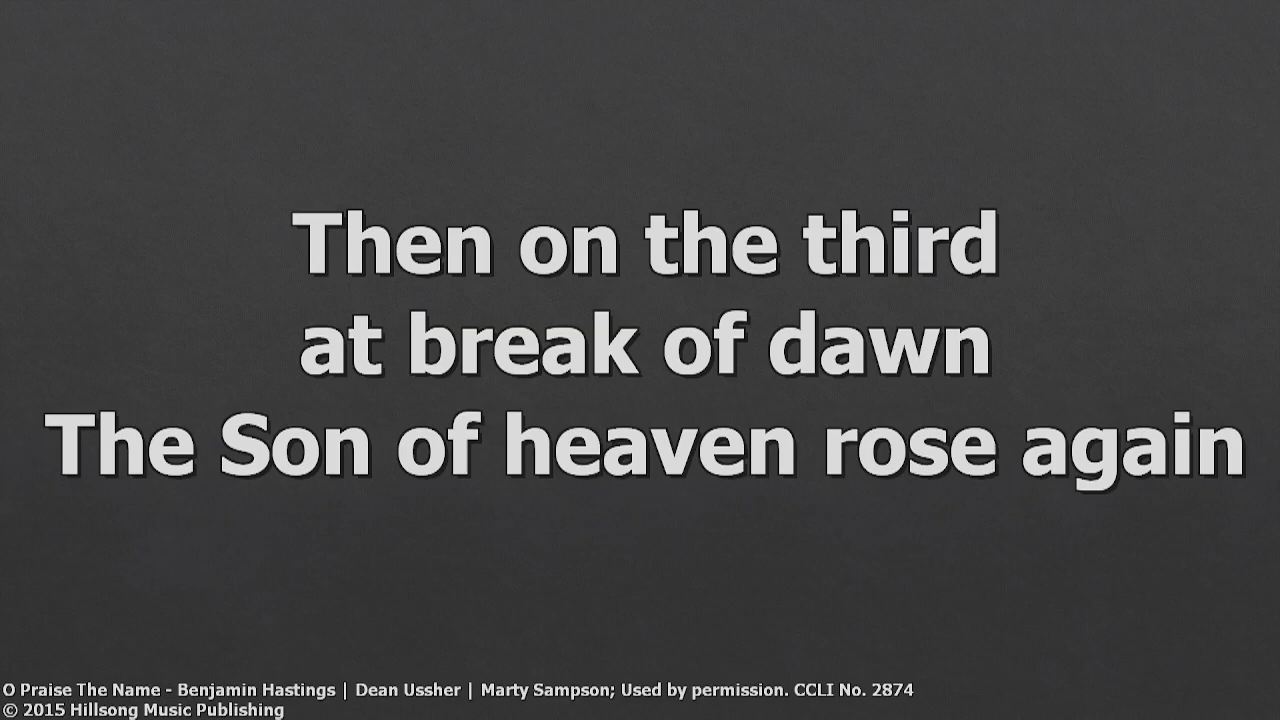 Then on the third
at break of dawn
The Son of heaven rose again
O Praise The Name - Benjamin Hastings | Dean Ussher | Marty Sampson; Used by permission. CCLI No. 2874
© 2015 Hillsong Music Publishing